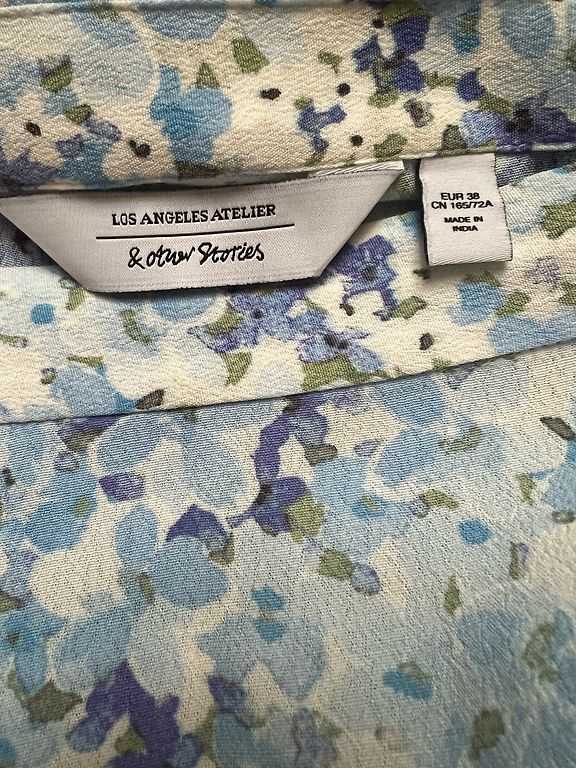 LOS ANGELES ATELIER
& other Stories
EUR 38
CN 165/72A
MADE IN
INDIA